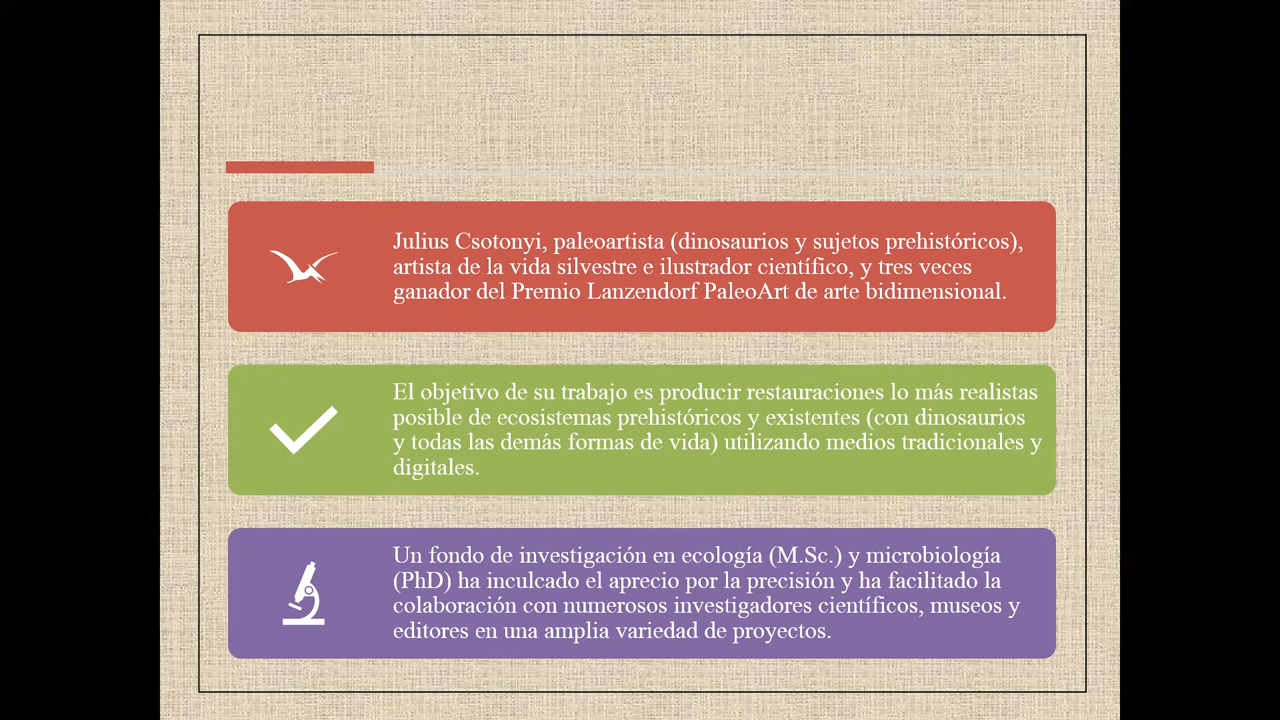 Julius Csotonyi, paleoartista (dinosaurios y sujetos prehistóricos),
artista de la vida silvestre e ilustrador científico, y tres veces
ganador del Premio Lanzendorf PaleoArt de arte bidimensional.
El objetivo de su trabajo es producir restauraciones lo más realistas
posible de ecosistemas prehistóricos y existentes (con dinosaurios
y todas las demás formas de vida) utilizando medios tradicionales y
digitales.
Un fondo de investigación en ecología (M.Sc.) y microbiología
(PhD) ha inculcado el aprecio por la precisión y ha facilitado la
colaboración con numerosos investigadores científicos, museos y
editores en una amplia variedad de proyectos.